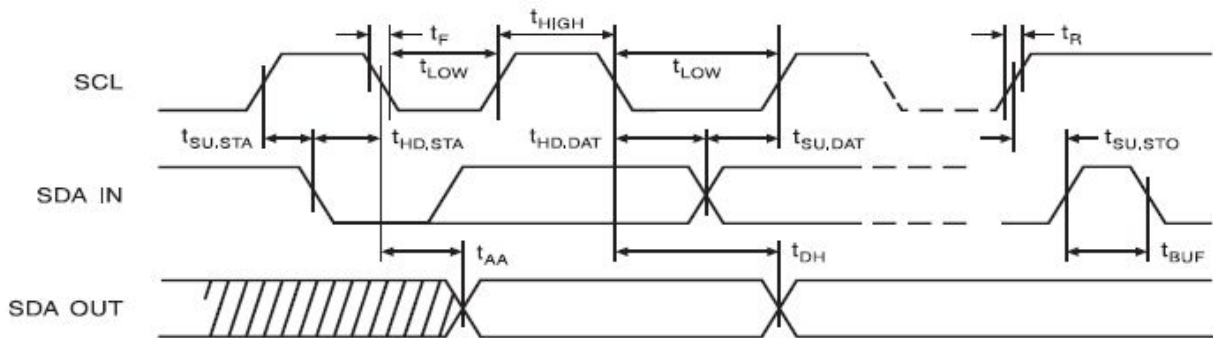 tF
tHIGH
tR
SCL
tLOW
tLOW
tSU.STA
tHD.STA
tHD.DAT
tSU.DAT
tSU.STO
SDA IN
tAA
tDH
tBUF
SDA OUT